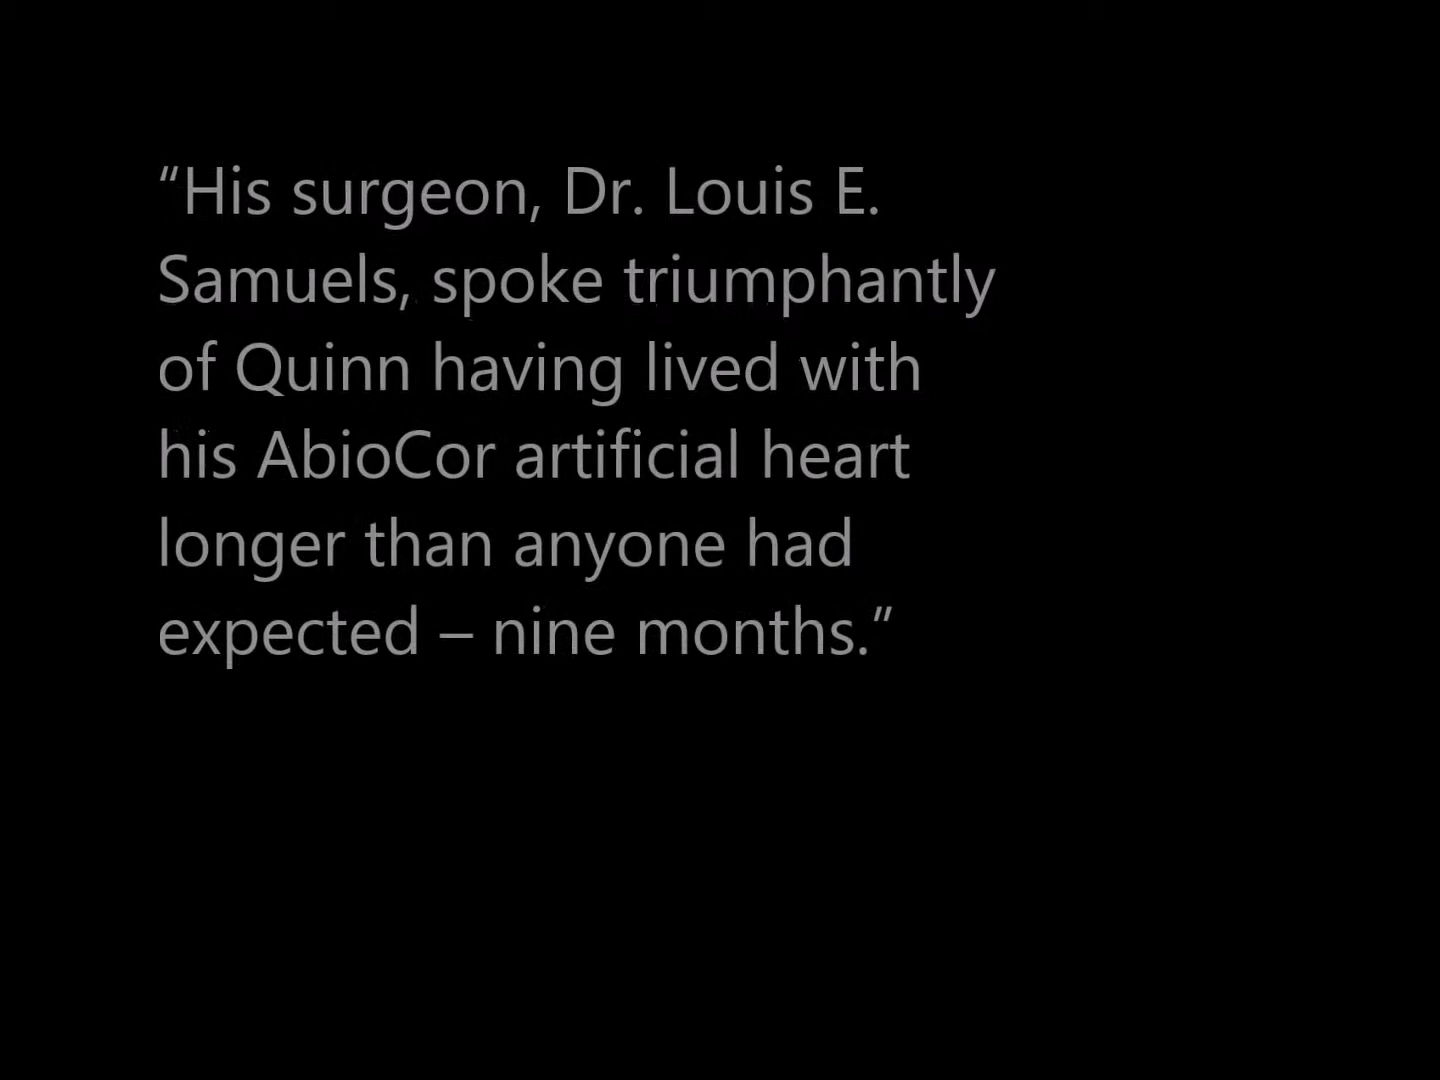 “His surgeon, Dr. Louis E.
Samuels, spoke triumphantly
of Quinn having lived with
his AbioCor artificial heart
longer than anyone had
expected – nine months.”